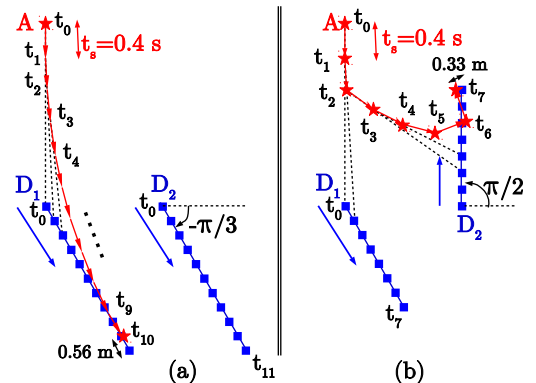 A t₀
tₛ=0.4 s
t₁
t₂
t₃
t₄
D₁
t₀
D₂
t₀
-π/3
t₉
t₁₀
0.56 m
t₁₁
(a)
A t₀
tₛ=0.4 s
0.33 m
t₁
t₂
t₃
t₄
t₅
t₆
t₇
D₁
t₀
π/2
D₂
t₇
(b)